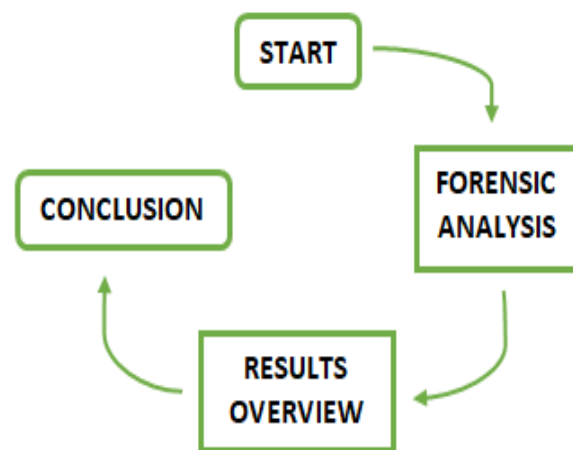 START
FORENSIC
ANALYSIS
RESULTS
OVERVIEW
CONCLUSION